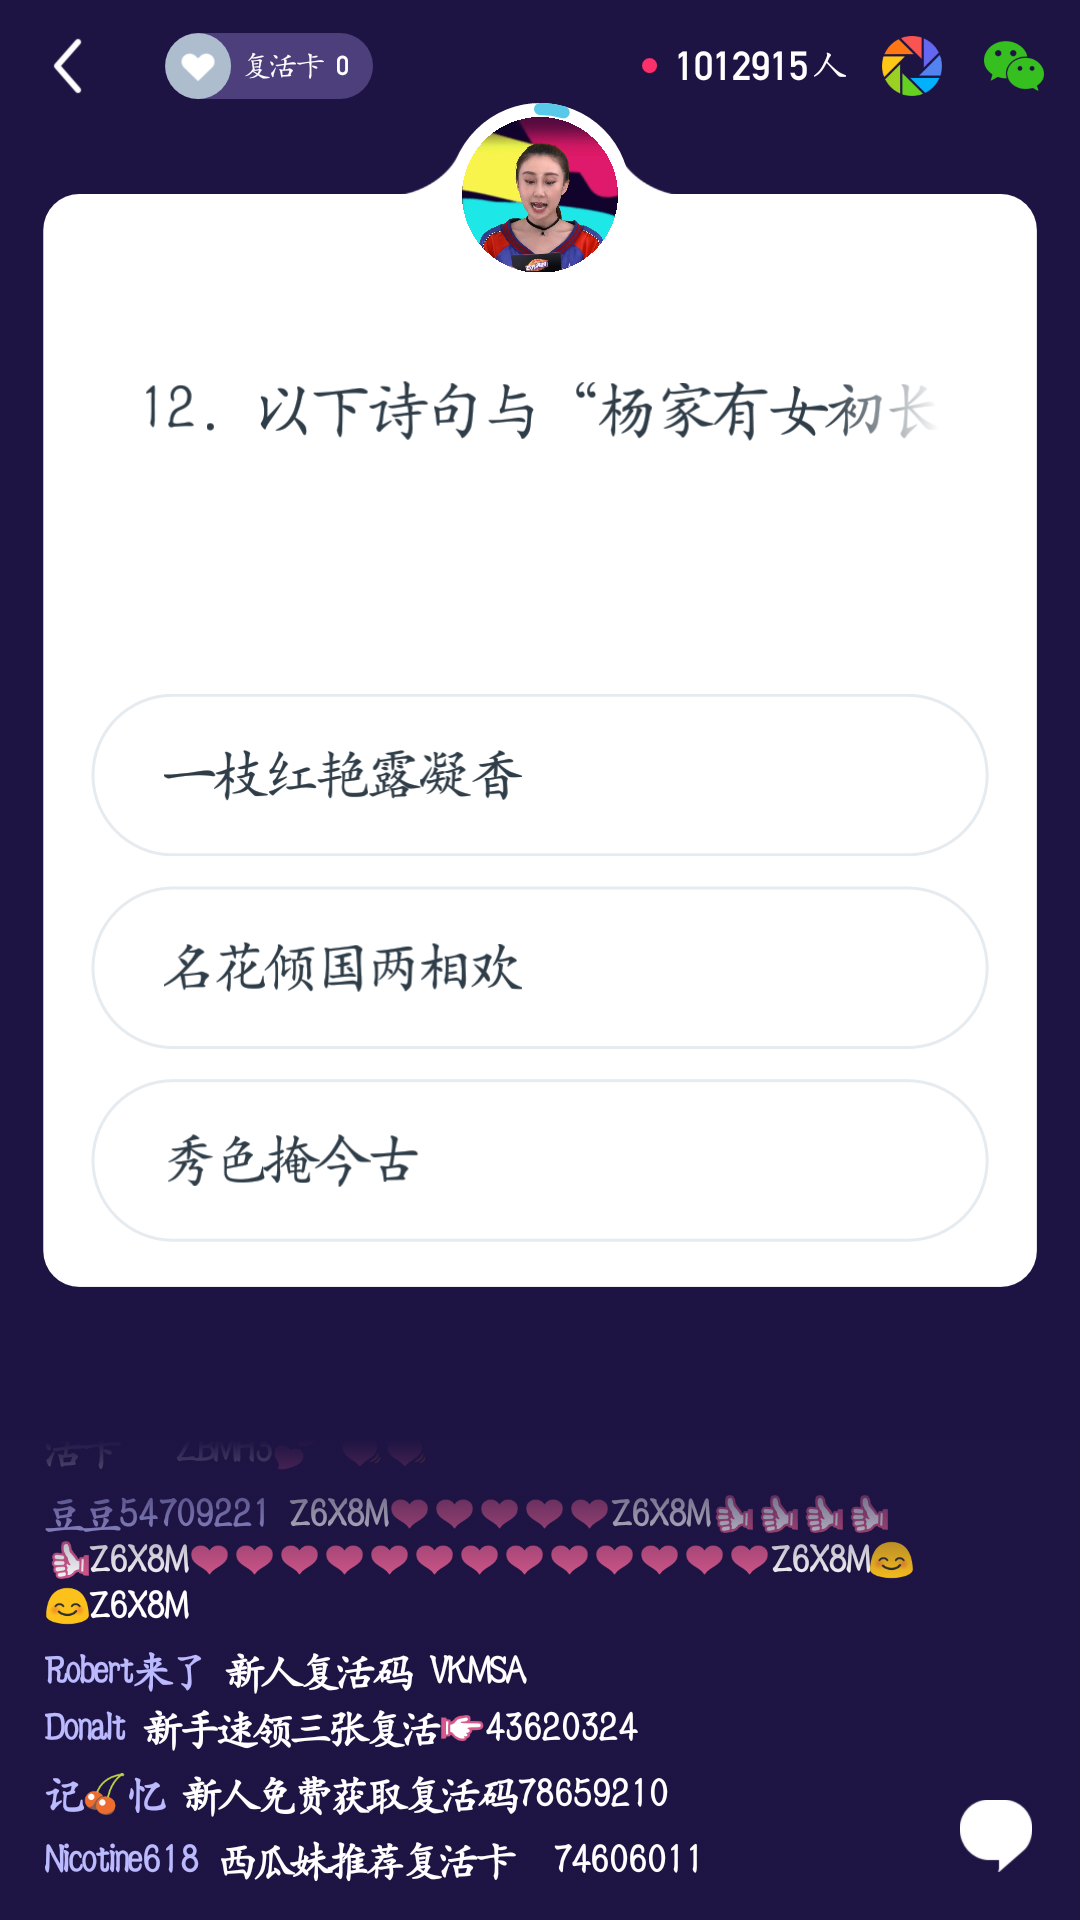 复活卡 0
1012915人
12. 以下诗句与“杨家有女初长
一枝红艳露凝香
名花倾国两相欢
秀色掩今古
活卡 ZBMH3💕 💕💕
豆豆54709221 Z6X8M❤❤❤❤❤Z6X8M👍👍👍👍
👍Z6X8M❤❤❤❤❤❤❤❤❤❤❤❤❤Z6X8M😊
😊Z6X8M
Robert来了 新人复活码 VKMSA
Donalt 新手速领三张复活👉43620324
记🍒忆 新人免费获取复活码78659210
Nicotine618 西瓜妹推荐复活卡 74606011